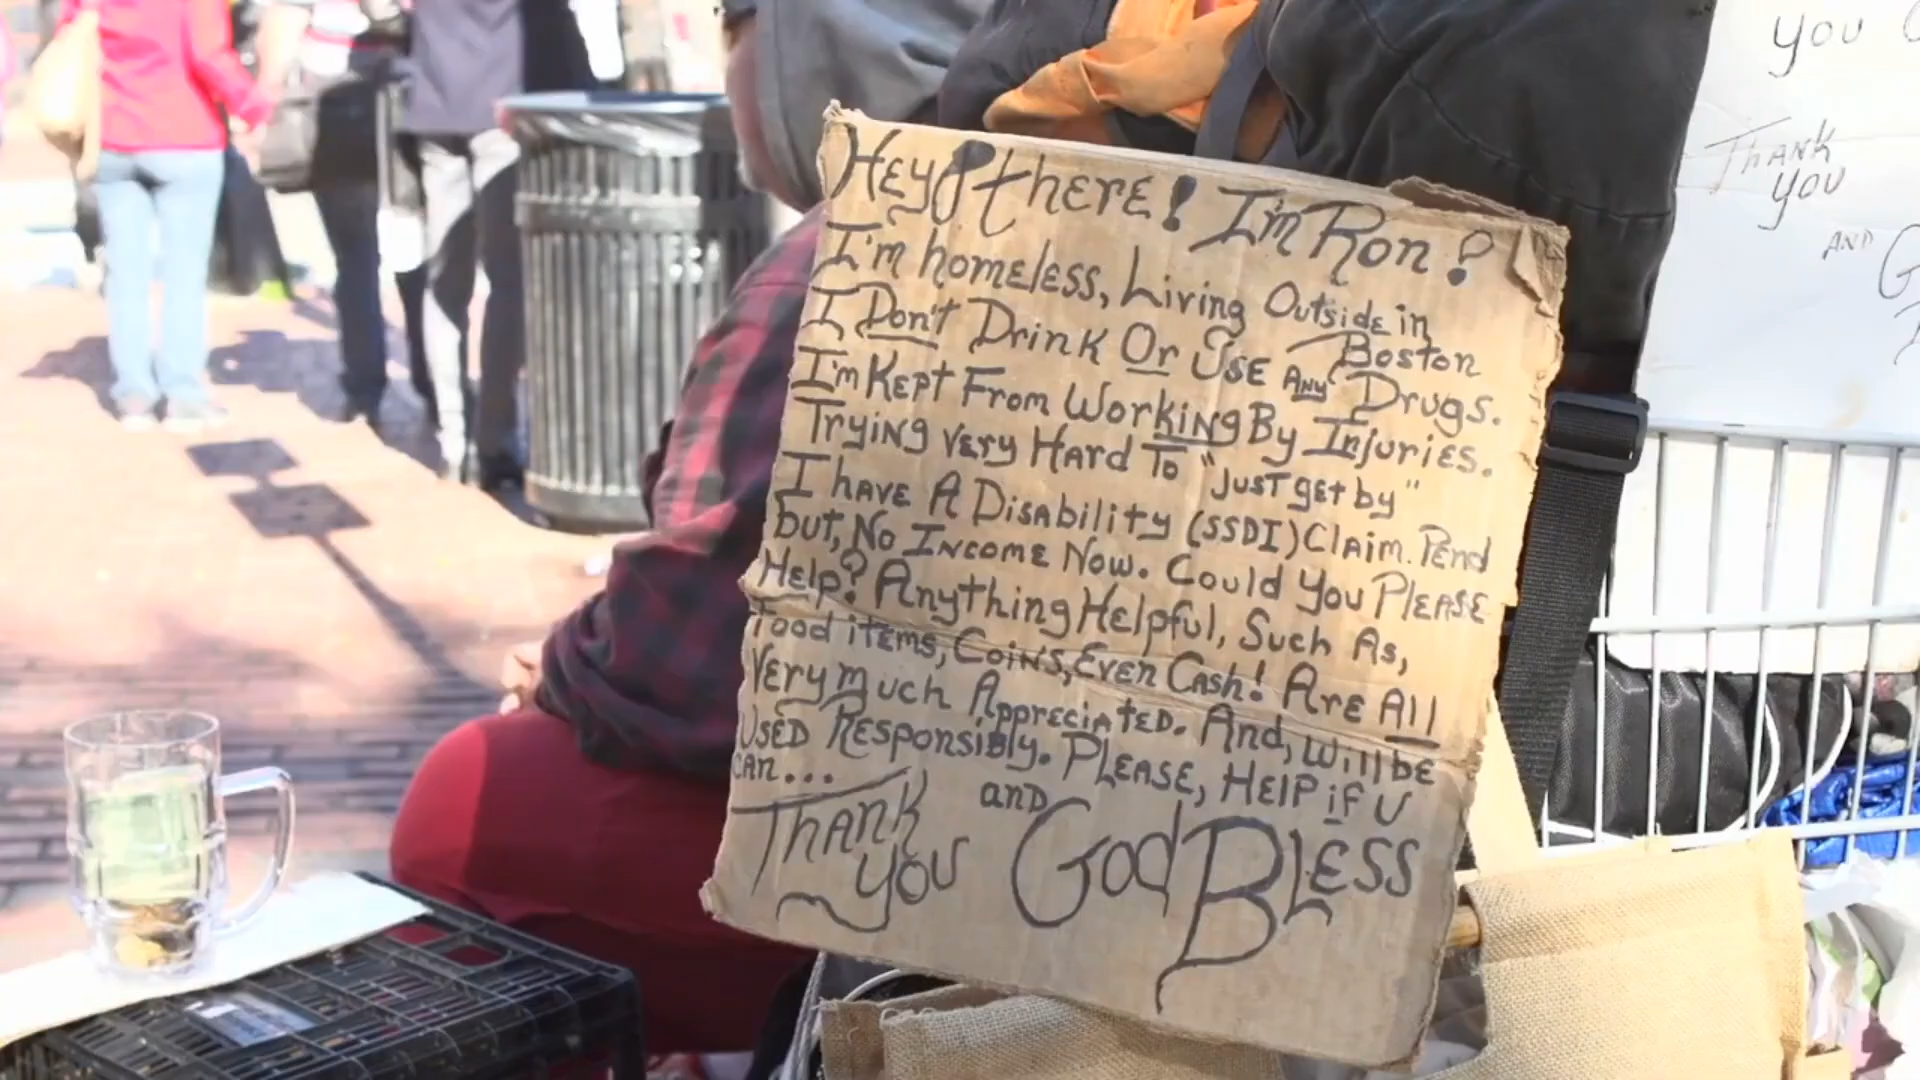 Hey there! I'm Ron!
I'm homeless, Living Outside in
Boston
I Don't Drink Or Use Any Drugs.
I'm Kept From Working By Injuries.
Trying Very Hard To "Just get by"
I have A Disability (SSDI) Claim. Pend
but, No Income Now. Could You Please
Help? Anything Helpful, Such As,
Food items, Coins, Even Cash! Are All
Very much Appreciated. And, Will be
Used Responsibly. Please, Help if U
can...
Thank you and God Bless
you
Thank
you
and